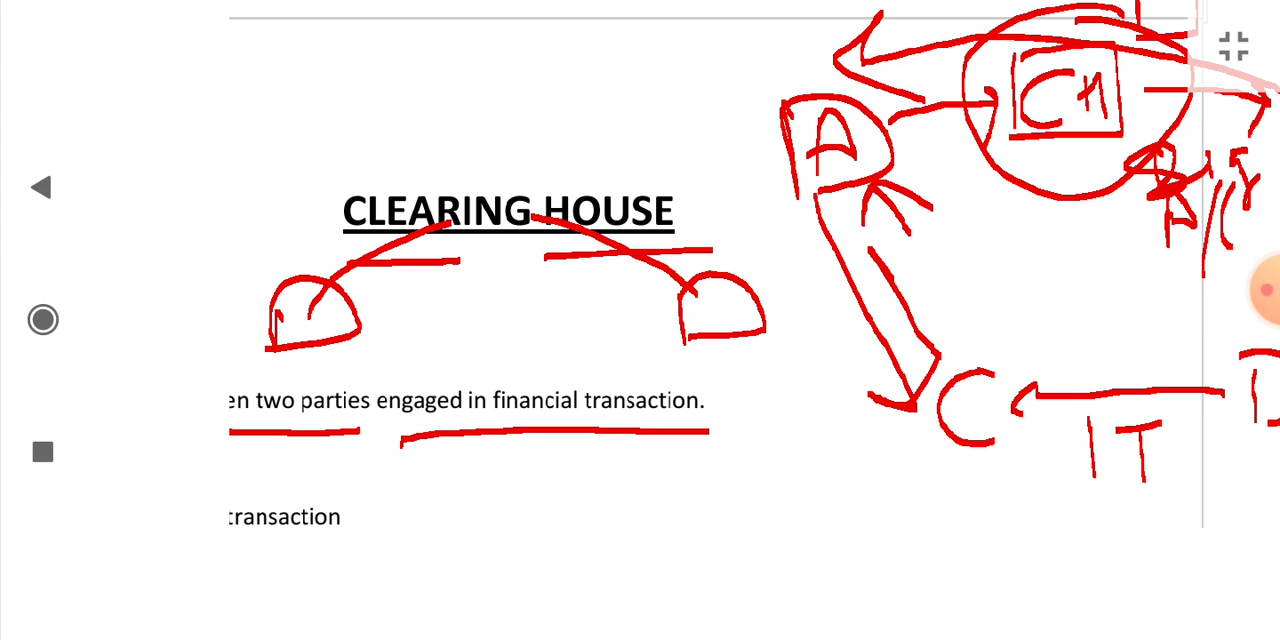 CH
A
CLEARING HOUSE
en two parties engaged in financial transaction.
C
D
IT
transaction